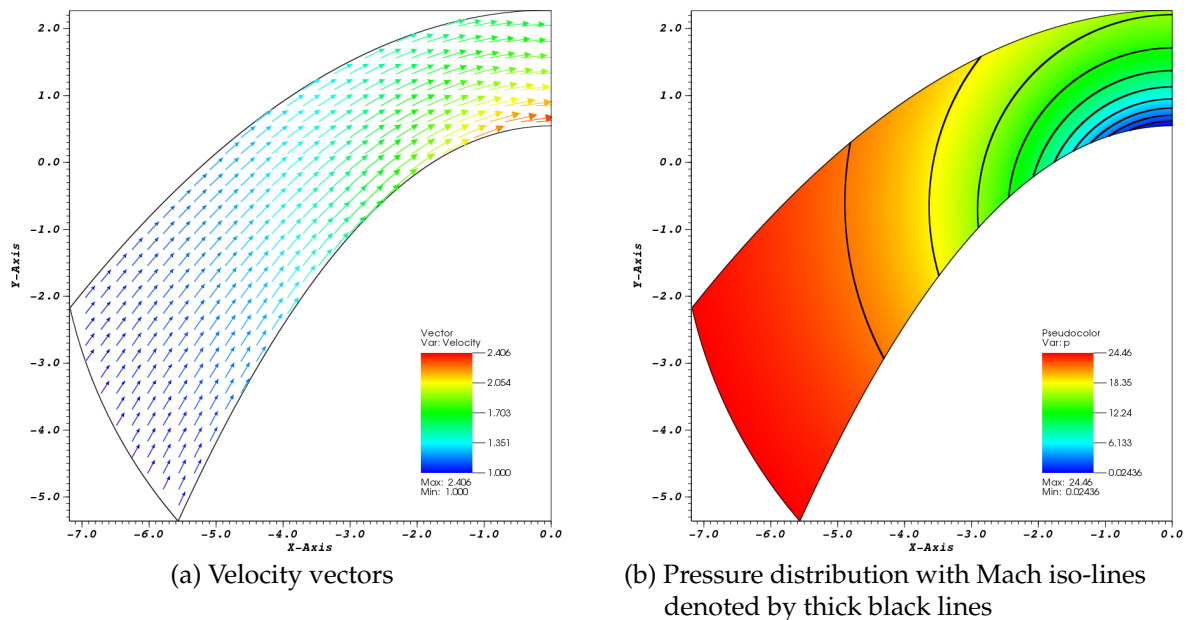 2.0
1.0
0.0
-1.0
-2.0
-3.0
-4.0
-5.0
Y-Axis
-7.0 -6.0 -5.0 -4.0 -3.0 -2.0 -1.0 0.0
X-Axis
Vector
Var: Velocity
2.406
2.054
1.703
1.351
1.000
Max: 2.406
Min: 1.000
(a) Velocity vectors
2.0
1.0
0.0
-1.0
-2.0
-3.0
-4.0
-5.0
Y-Axis
-7.0 -6.0 -5.0 -4.0 -3.0 -2.0 -1.0 0.0
X-Axis
Pseudocolor
Var: p
24.46
18.35
12.24
6.133
0.02436
Max: 24.46
Min: 0.02436
(b) Pressure distribution with Mach iso-lines
denoted by thick black lines